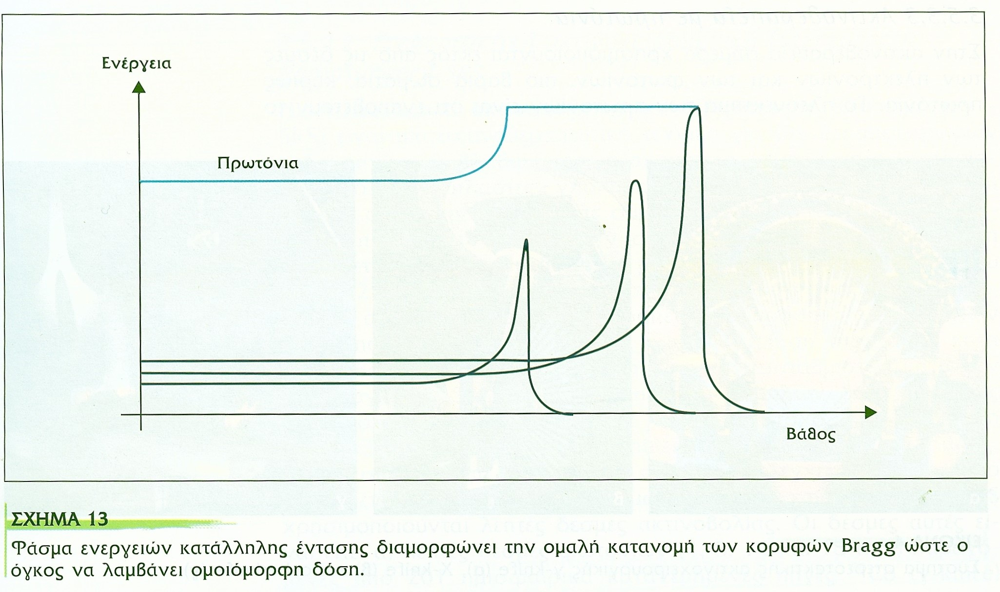 Ενέργεια
Πρωτόνια
Βάθος
ΣΧΗΜΑ 13
Φάσμα ενεργειών κατάλληλης έντασης διαμορφώνει την ομαλή κατανομή των κορυφών Bragg ώστε ο
όγκος να λαμβάνει ομοιόμορφη δόση.